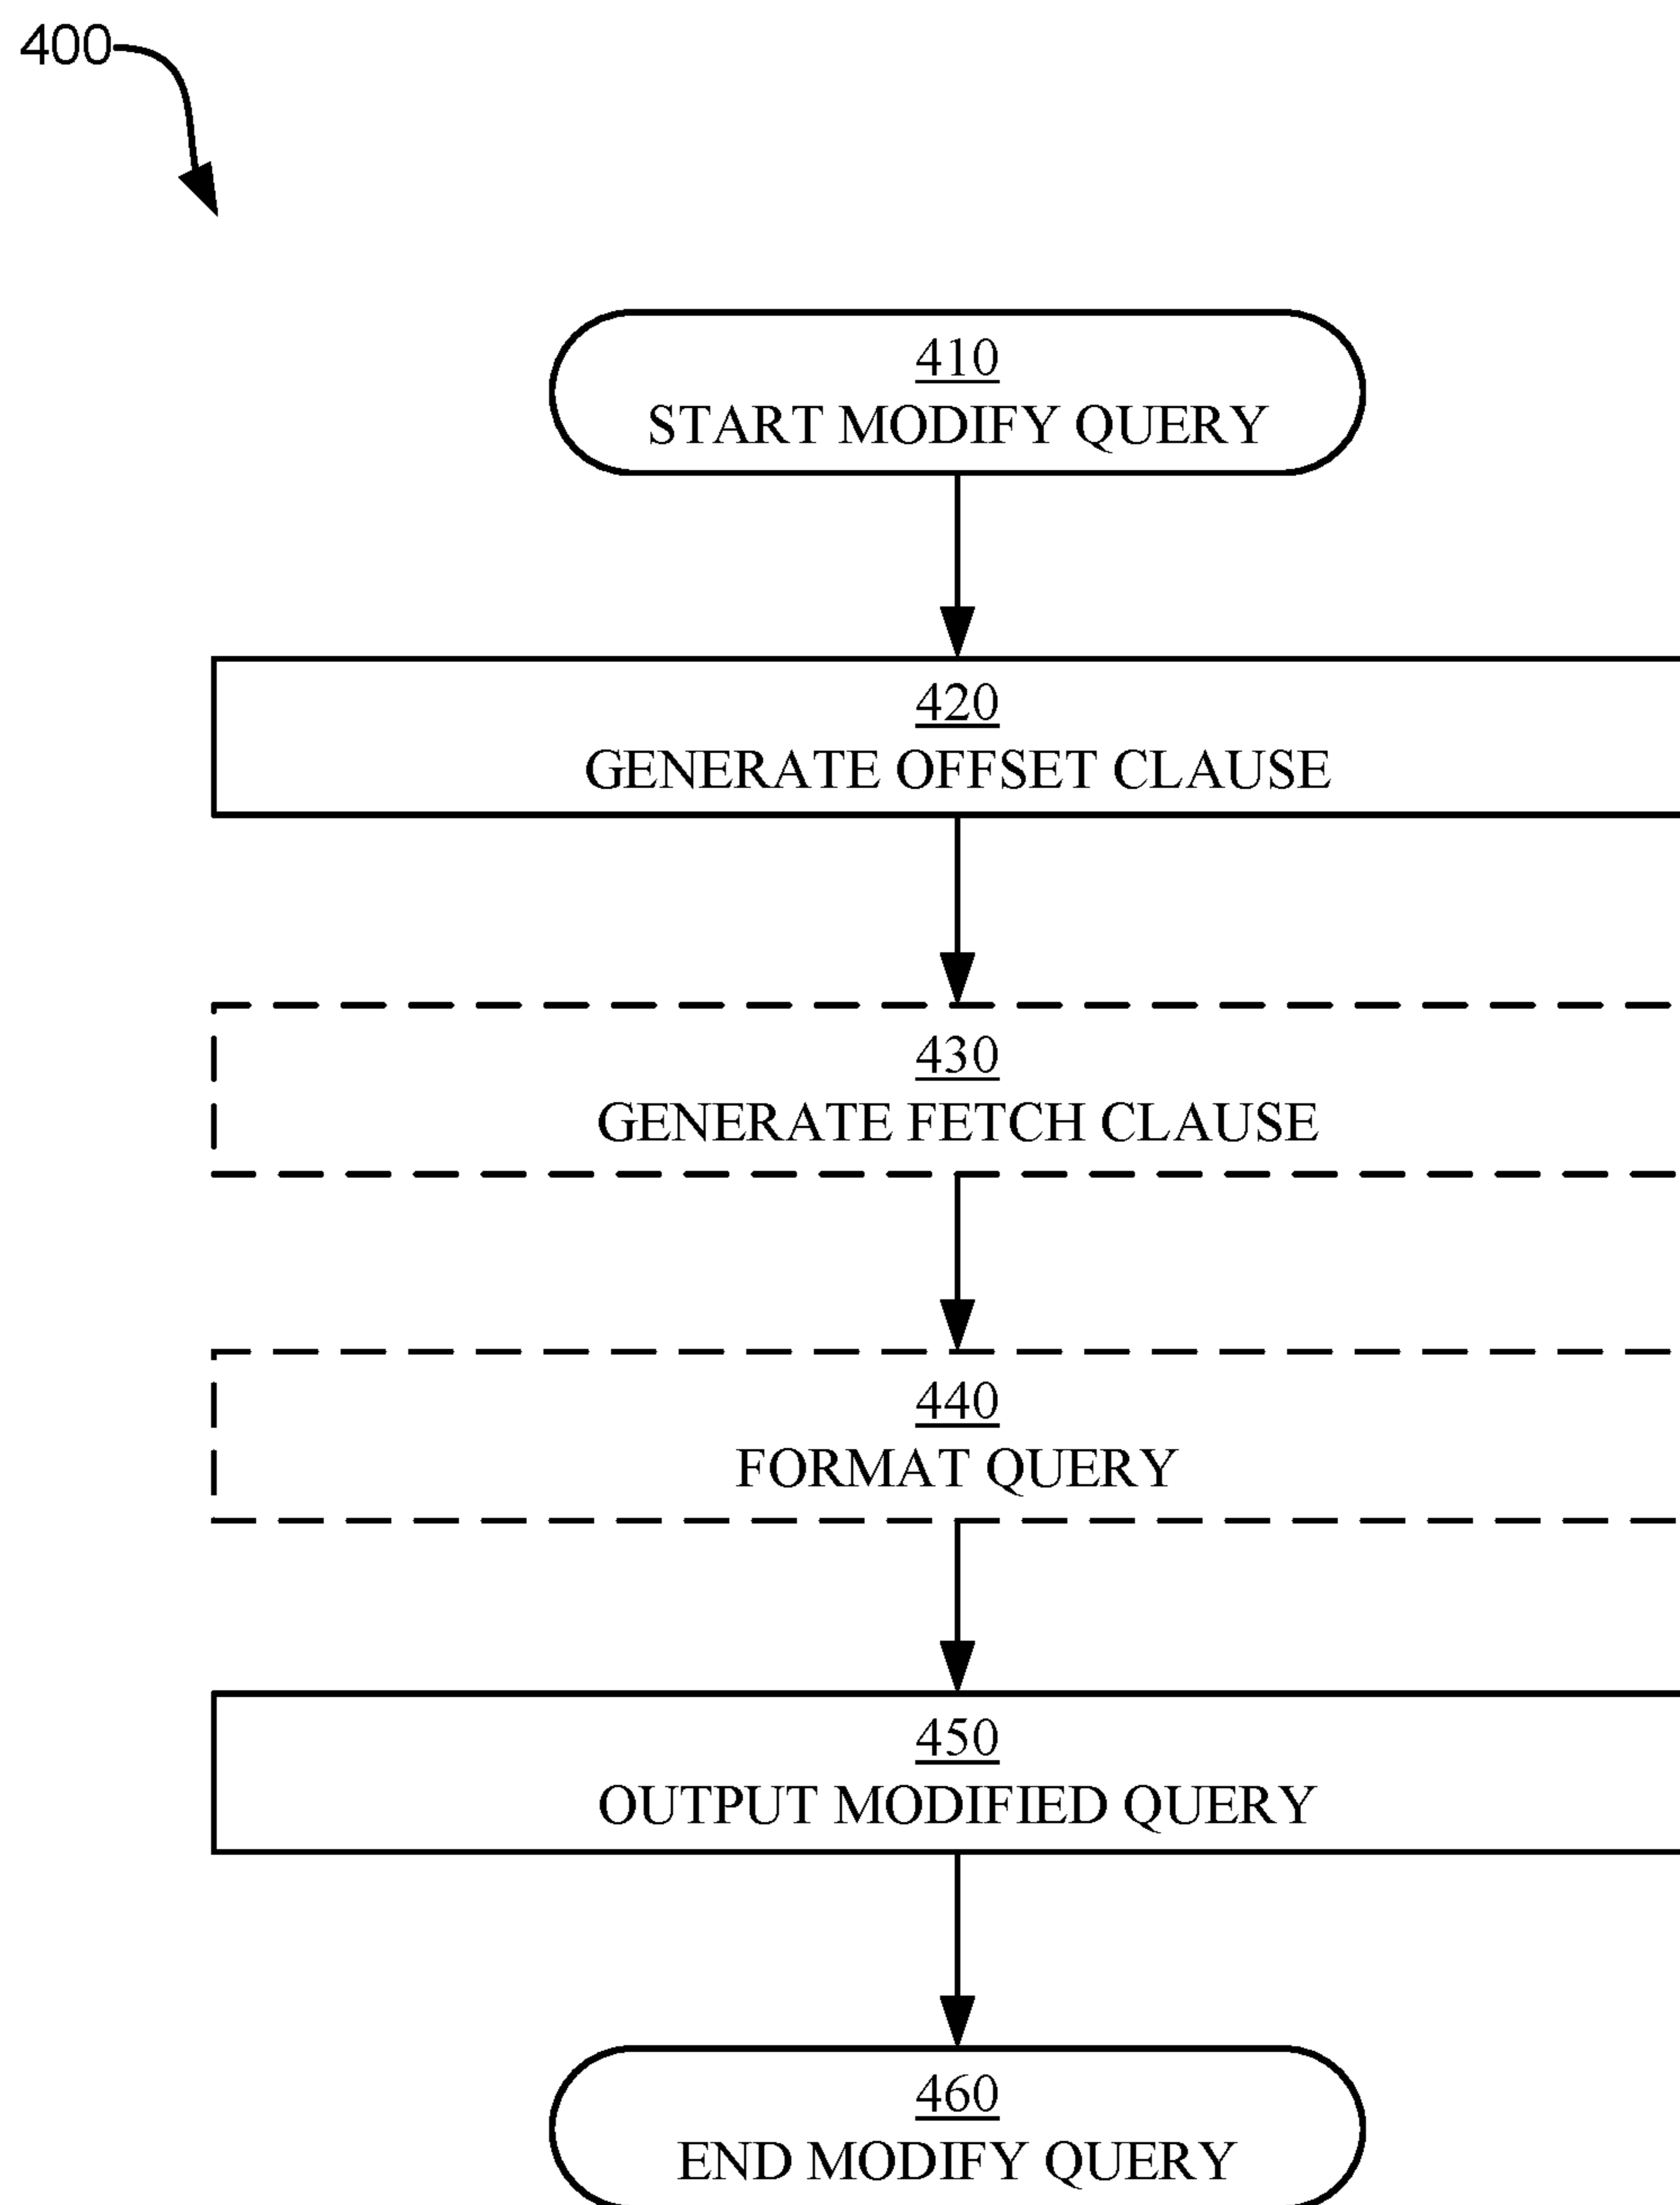 400
410
START MODIFY QUERY
420
GENERATE OFFSET CLAUSE
430
GENERATE FETCH CLAUSE
440
FORMAT QUERY
450
OUTPUT MODIFIED QUERY
460
END MODIFY QUERY